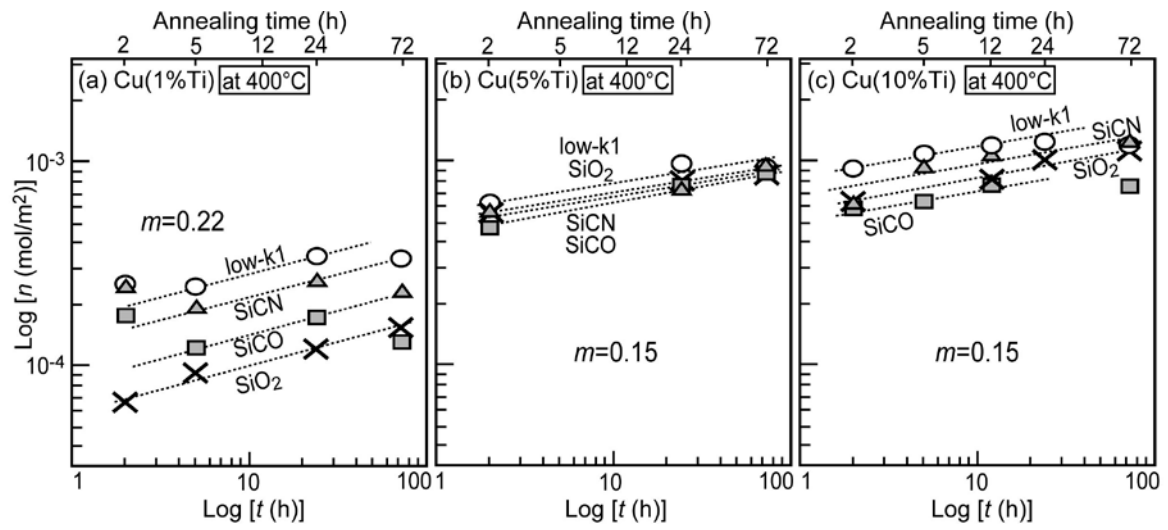 Annealing time (h)
2 5 12 24 72
Annealing time (h)
2 5 12 24 72
Annealing time (h)
2 5 12 24 72
(a) Cu(1%Ti) at 400°C
(b) Cu(5%Ti) at 400°C
(c) Cu(10%Ti) at 400°C
Log [n (mol/m²)]
10⁻³
10⁻⁴
m=0.22
low-k1
SiCN
SiCO
SiO₂
low-k1
SiO₂
SiCN
SiCO
m=0.15
low-k1
SiCN
SiO₂
SiCO
m=0.15
1 10 100
1 10 100
1 10 100
Log [t (h)]
Log [t (h)]
Log [t (h)]